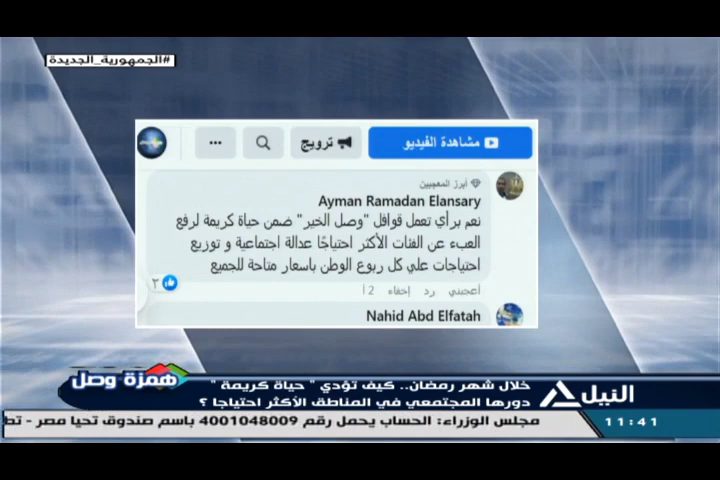 #الجمهورية_الجديدة
مشاهدة الفيديو
ترويج
أبرز المعجبين
Ayman Ramadan Elansary
نعم برأي تعمل قوافل "وصل الخير" ضمن حياة كريمة لرفع
العبء عن الفئات الأكثر احتياجًا عدالة اجتماعية و توزيع
احتياجات علي كل ربوع الوطن باسعار متاحة للجميع
٢
أعجبني رد إخفاء 2 أ
Nahid Abd Elfatah
همزة وصل
خلال شهر رمضان.. كيف تؤدي " حياة كريمة "
دورها المجتمعي في المناطق الأكثر احتياجا ؟
النيل
مجلس الوزراء: الحساب يحمل رقم 4001048009 باسم صندوق تحيا مصر - تط
11:41